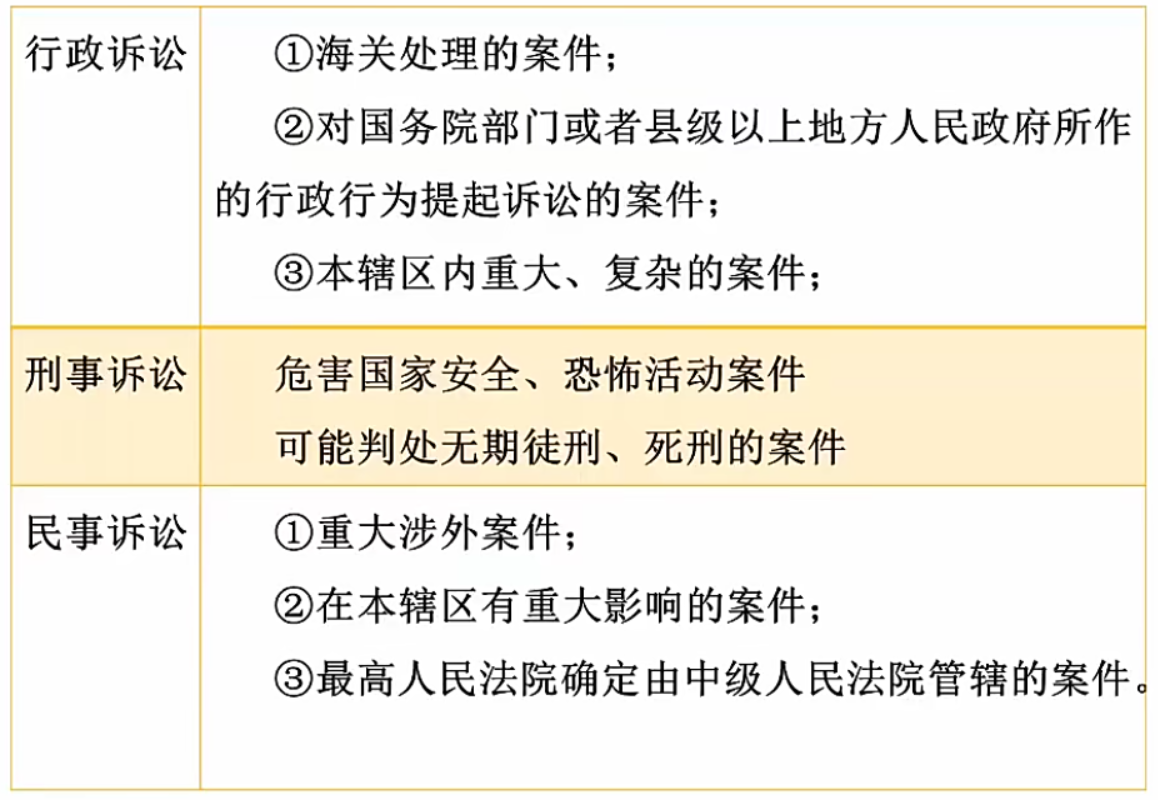 行政诉讼
①海关处理的案件；
②对国务院部门或者县级以上地方人民政府所作
的行政行为提起诉讼的案件；
③本辖区内重大、复杂的案件；
刑事诉讼
危害国家安全、恐怖活动案件
可能判处无期徒刑、死刑的案件
民事诉讼
①重大涉外案件；
②在本辖区有重大影响的案件；
③最高人民法院确定由中级人民法院管辖的案件。